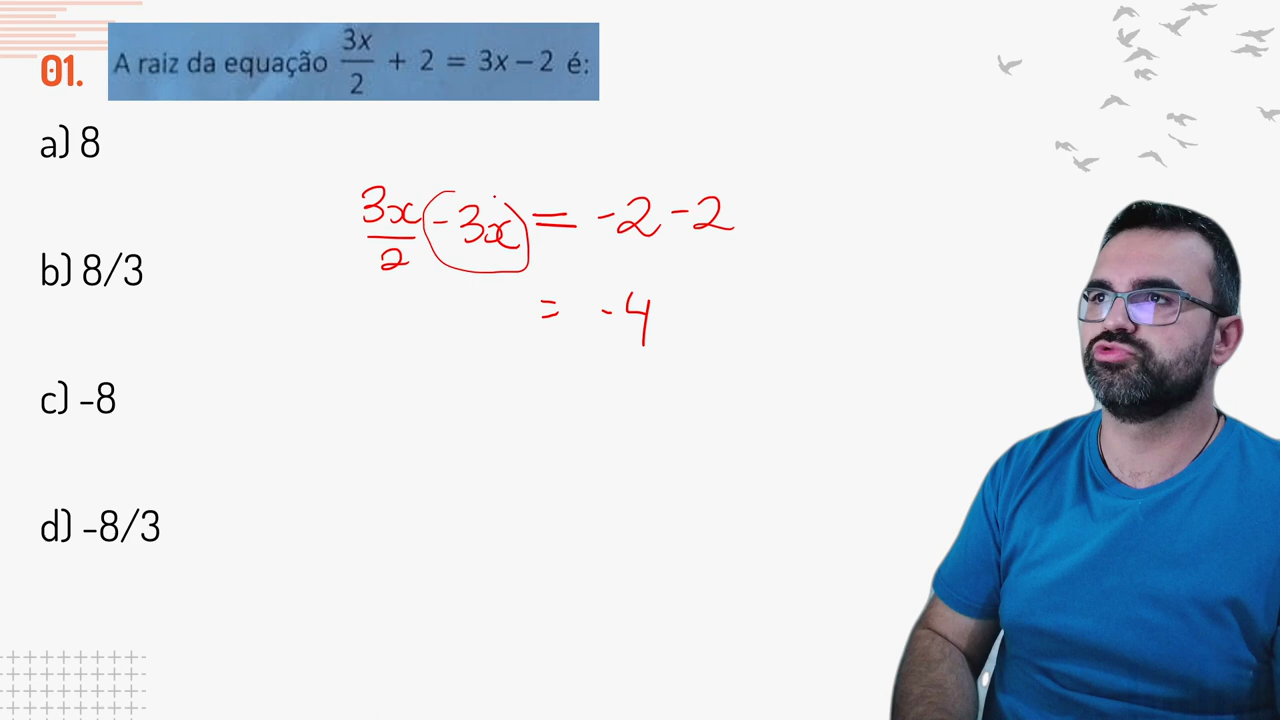 01. A raiz da equação 3x/2 + 2 = 3x – 2 é:
a) 8
3x/2 - 3x = -2 -2
b) 8/3
= -4
c) -8
d) -8/3